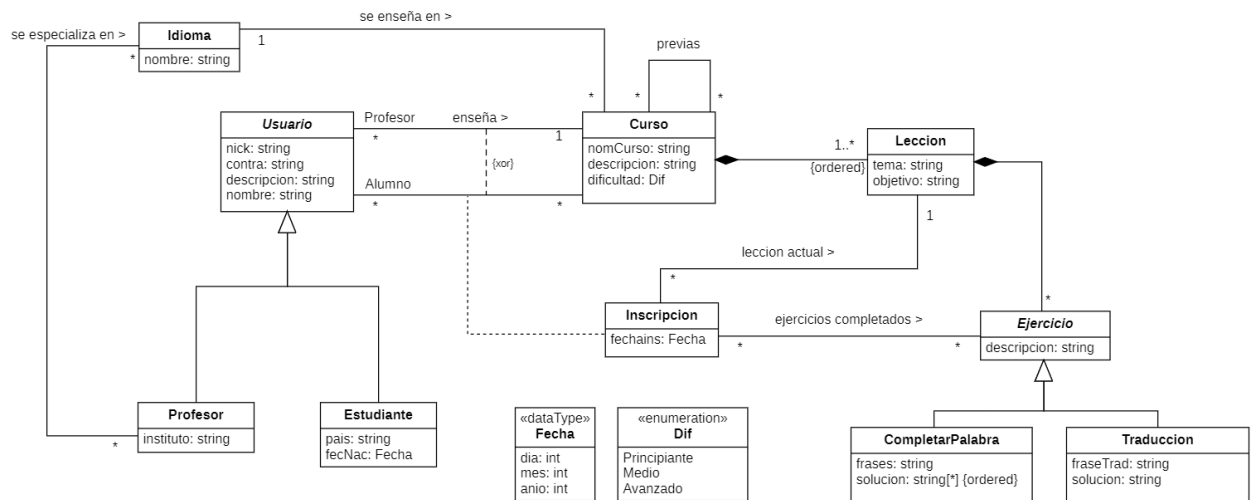 se enseña en >
se especializa en >
Idioma
1
nombre: string
*
previas
*
*
*
Usuario
nick: string
contra: string
descripcion: string
nombre: string
Profesor
enseña >
*
1
{xor}
Alumno
*
*
Curso
nomCurso: string
descripcion: string
dificultad: Dif
1..*
{ordered}
Leccion
tema: string
objetivo: string
1
leccion actual >
*
*
Inscripcion
fechains: Fecha
ejercicios completados >
*
*
Ejercicio
descripcion: string
Profesor
instituto: string
*
Estudiante
pais: string
fecNac: Fecha
«dataType»
Fecha
dia: int
mes: int
anio: int
«enumeration»
Dif
Principiante
Medio
Avanzado
CompletarPalabra
frases: string
solucion: string[*] {ordered}
Traduccion
fraseTrad: string
solucion: string